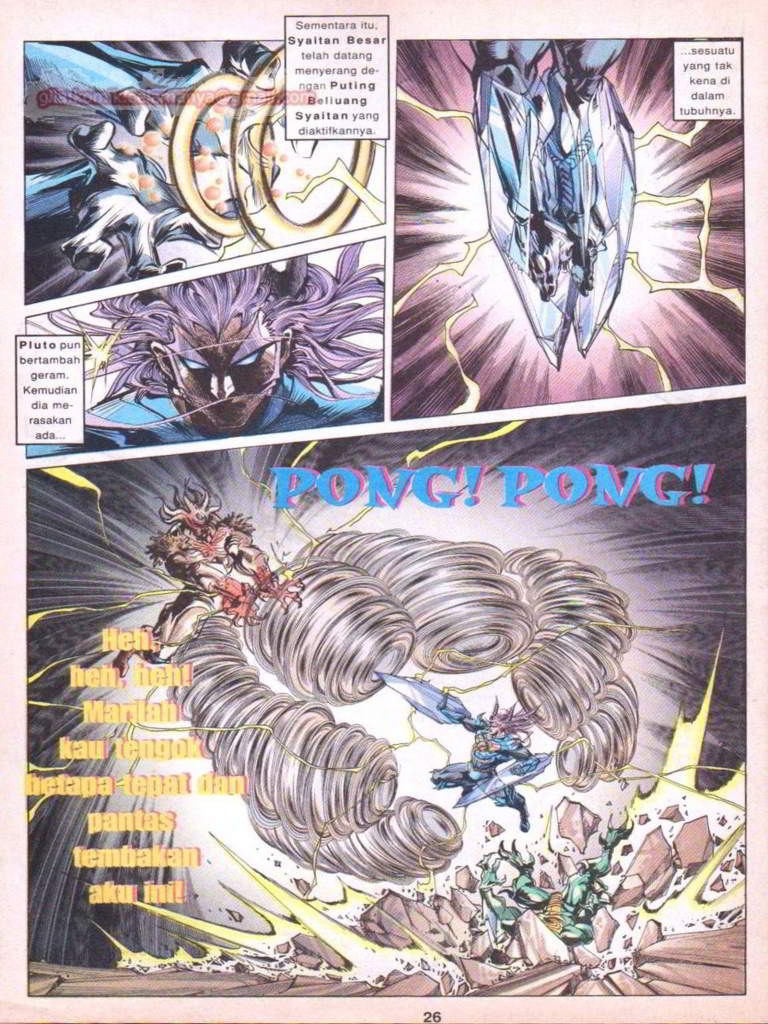 Sementara itu,
Syaitan Besar
telah datang
menyerang de-
ngan Puting
Beliuang
Syaitan yang
diaktifkannya.
...sesuatu
yang tak
kena di
dalam
tubuhnya.
Pluto pun
bertambah
geram.
Kemudian
dia me-
rasakan
ada...
PONG! PONG!
Heh,
heh, heh!
Marilah
kau tengok
betapa tepat dan
pantas
tembakan
aku ini!
26